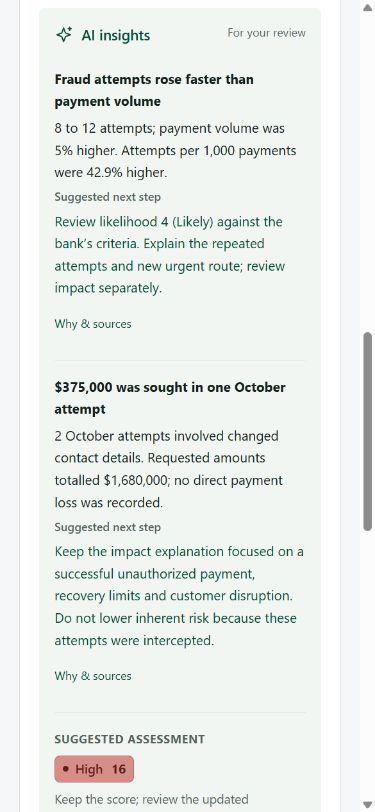 AI insights
For your review
Fraud attempts rose faster than
payment volume
8 to 12 attempts; payment volume was
5% higher. Attempts per 1,000 payments
were 42.9% higher.
Suggested next step
Review likelihood 4 (Likely) against the
bank's criteria. Explain the repeated
attempts and new urgent route; review
impact separately.
Why & sources
$375,000 was sought in one October
attempt
2 October attempts involved changed
contact details. Requested amounts
totalled $1,680,000; no direct payment
loss was recorded.
Suggested next step
Keep the impact explanation focused on a
successful unauthorized payment,
recovery limits and customer disruption.
Do not lower inherent risk because these
attempts were intercepted.
Why & sources
SUGGESTED ASSESSMENT
• High 16
Keep the score; review the updated